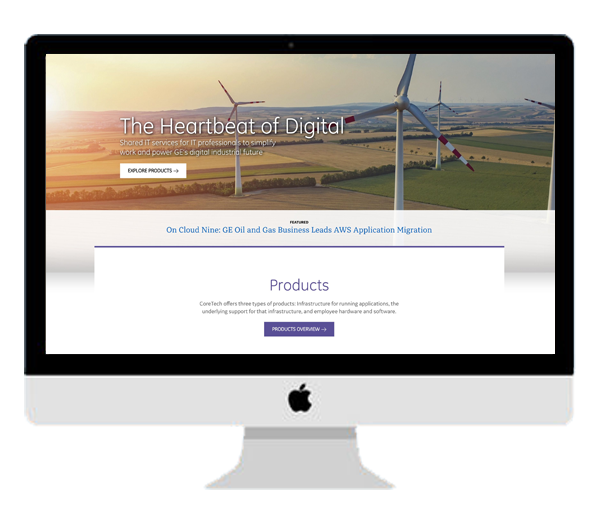 The Heartbeat of Digital
Shared IT services for IT professionals to simplify
work and power GE's digital industrial future
EXPLORE PRODUCTS →
FEATURED
On Cloud Nine: GE Oil and Gas Business Leads AWS Application Migration
Products
CoreTech offers three types of products: Infrastructure for running applications, the
underlying support for that infrastructure, and employee hardware and software.
PRODUCTS OVERVIEW →